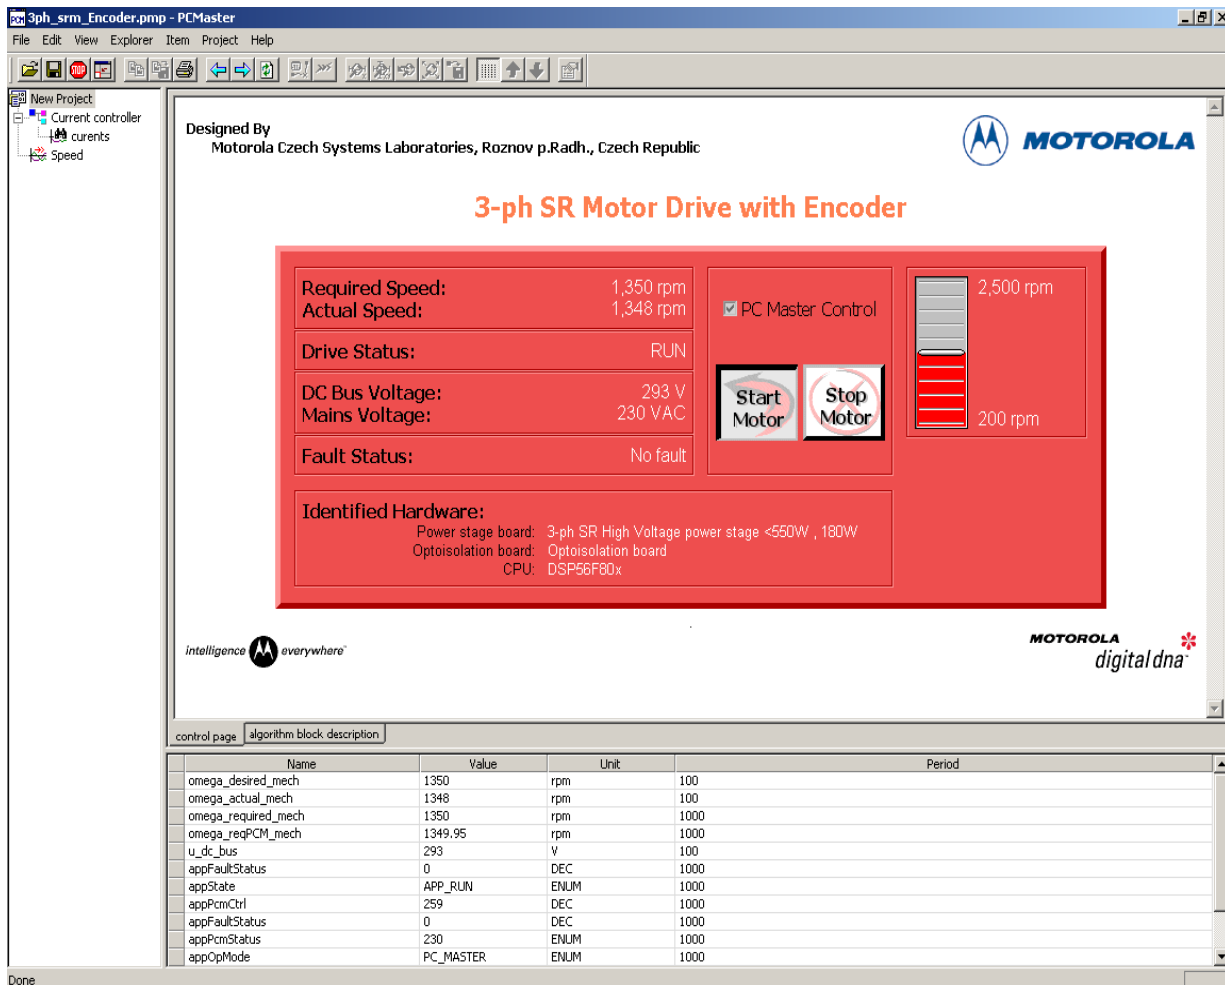 3ph_srm_Encoder.pmp - PCMaster
File Edit View Explorer Item Project Help
New Project
Current controller
curents
Speed
Designed By
Motorola Czech Systems Laboratories, Roznov p.Radh., Czech Republic
MOTOROLA
3-ph SR Motor Drive with Encoder
Required Speed: 1,350 rpm
Actual Speed: 1,348 rpm
Drive Status: RUN
DC Bus Voltage: 293 V
Mains Voltage: 230 VAC
Fault Status: No fault
PC Master Control
Start Motor
Stop Motor
2,500 rpm
200 rpm
Identified Hardware:
Power stage board: 3-ph SR High Voltage power stage <550W , 180W
Optoisolation board: Optoisolation board
CPU: DSP56F80x
intelligence everywhere™
MOTOROLA
digital dna™
control page algorithm block description
Name Value Unit Period
omega_desired_mech 1350 rpm 100
omega_actual_mech 1348 rpm 100
omega_required_mech 1350 rpm 1000
omega_reqPCM_mech 1349.95 rpm 1000
u_dc_bus 293 V 100
appFaultStatus 0 DEC 1000
appState APP_RUN ENUM 1000
appPcmCtrl 259 DEC 1000
appFaultStatus 0 DEC 1000
appPcmStatus 230 ENUM 1000
appOpMode PC_MASTER ENUM 1000
Done